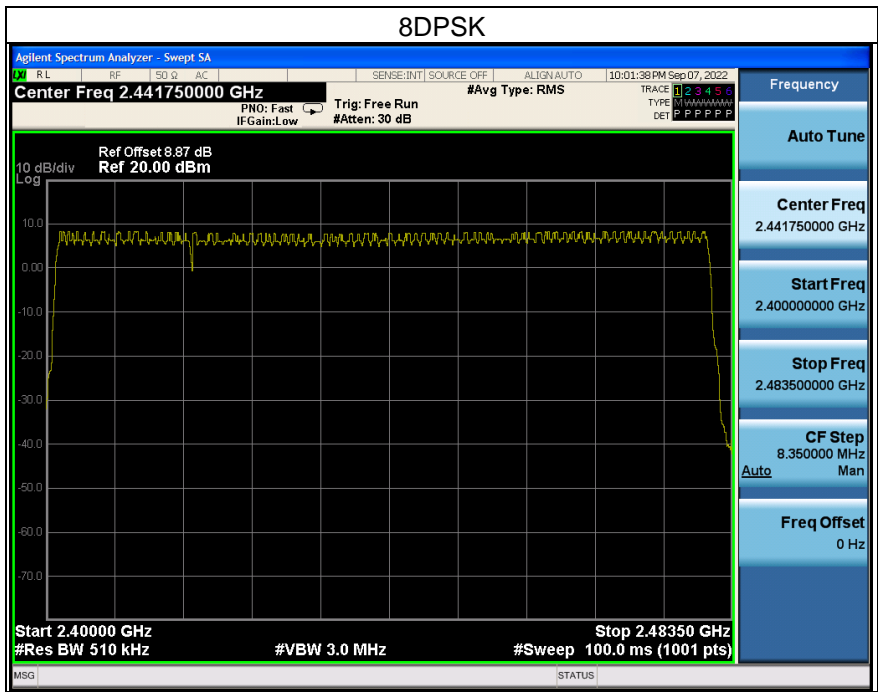 8DPSK
Agilent Spectrum Analyzer - Swept SA
LXI RL RF 50 Ω AC SENSE:INT SOURCE OFF ALIGN AUTO 10:01:38 PM Sep 07, 2022
Center Freq 2.441750000 GHz #Avg Type: RMS TRACE 1 2 3 4 5 6
PNO: Fast Trig: Free Run TYPE MWWWWW
IFGain:Low #Atten: 30 dB DET P P P P P P
Frequency
Auto Tune
Center Freq
2.441750000 GHz
Start Freq
2.400000000 GHz
Stop Freq
2.483500000 GHz
CF Step
8.350000 MHz
Auto Man
Freq Offset
0 Hz
Ref Offset 8.87 dB
10 dB/div Ref 20.00 dBm
Log
10.0
0.00
-10.0
-20.0
-30.0
-40.0
-50.0
-60.0
-70.0
Start 2.40000 GHz Stop 2.48350 GHz
#Res BW 510 kHz #VBW 3.0 MHz #Sweep 100.0 ms (1001 pts)
MSG STATUS